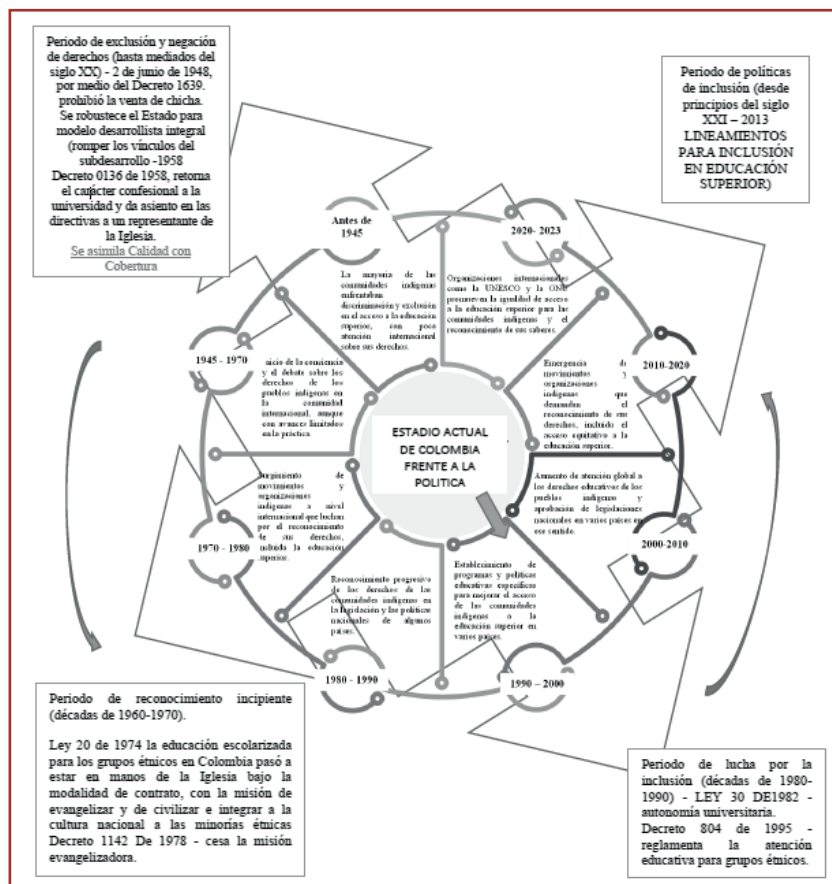 Periodo de exclusión y negación
de derechos (hasta mediados del
siglo XX) - 2 de junio de 1948,
por medio del Decreto 1639.
prohibió la venta de chicha.
Se robustece el Estado para
modelo desarrollista integral
(romper los vínculos del
subdesarrollo -1958
Decreto 0136 de 1958, retorna
el carácter confesional a la
universidad y da asiento en las
directivas a un representante de
la Iglesia.
Se asimila Calidad con
Cobertura
Periodo de políticas
de inclusión (desde
principios del siglo
XXI – 2013
LINEAMIENTOS
PARA INCLUSIÓN
EN EDUCACIÓN
SUPERIOR)
Antes de
1945
La mayoría de las
comunidades indígenas
enfrentaban
discriminación y exclusión
en el acceso a la educación
superior, con poca
atención internacional
sobre sus derechos.
2020- 2023
Organizaciones internacionales
como la UNESCO y la ONU
promueven la igualdad de acceso
a la educación superior para las
comunidades indígenas y el
reconocimiento de sus saberes.
1945 - 1970
nicio de la conciencia
y el debate sobre los
derechos de los
pueblos indígenas en
la comunidad
internacional, aunque
con avances limitados
en la práctica.
2010-2020
Emergencia de
movimientos y
organizaciones
indígenas que
demandan el
reconocimiento de sus
derechos, incluido el
acceso equitativo a la
educación superior.
ESTADIO ACTUAL
DE COLOMBIA
FRENTE A LA
POLITICA
1970 - 1980
Surgimiento de
movimientos y
organizaciones
indígenas a nivel
internacional que luchan
por el reconocimiento
de sus derechos,
incluida la educación
superior.
Aumento de atención global a
los derechos educativos de los
pueblos indígenas y
aprobación de legislaciones
nacionales en varios países en
ese sentido.
2000-2010
Reconocimiento progresivo
de los derechos de las
comunidades indígenas en
la legislación y las políticas
nacionales de algunos
países.
1980 - 1990
Establecimiento de
programas y políticas
educativas específicas
para mejorar el acceso
de las comunidades
indígenas a la
educación superior en
varios países.
1990 – 2000
Periodo de reconocimiento incipiente
(décadas de 1960-1970).
Ley 20 de 1974 la educación escolarizada
para los grupos étnicos en Colombia pasó a
estar en manos de la Iglesia bajo la
modalidad de contrato, con la misión de
evangelizar y de civilizar e integrar a la
cultura nacional a las minorías étnicas
Decreto 1142 De 1978 - cesa la misión
evangelizadora.
Periodo de lucha por la
inclusión (décadas de 1980-
1990) - LEY 30 DE1982 -
autonomía universitaria.
Decreto 804 de 1995 -
reglamenta la atención
educativa para grupos étnicos.